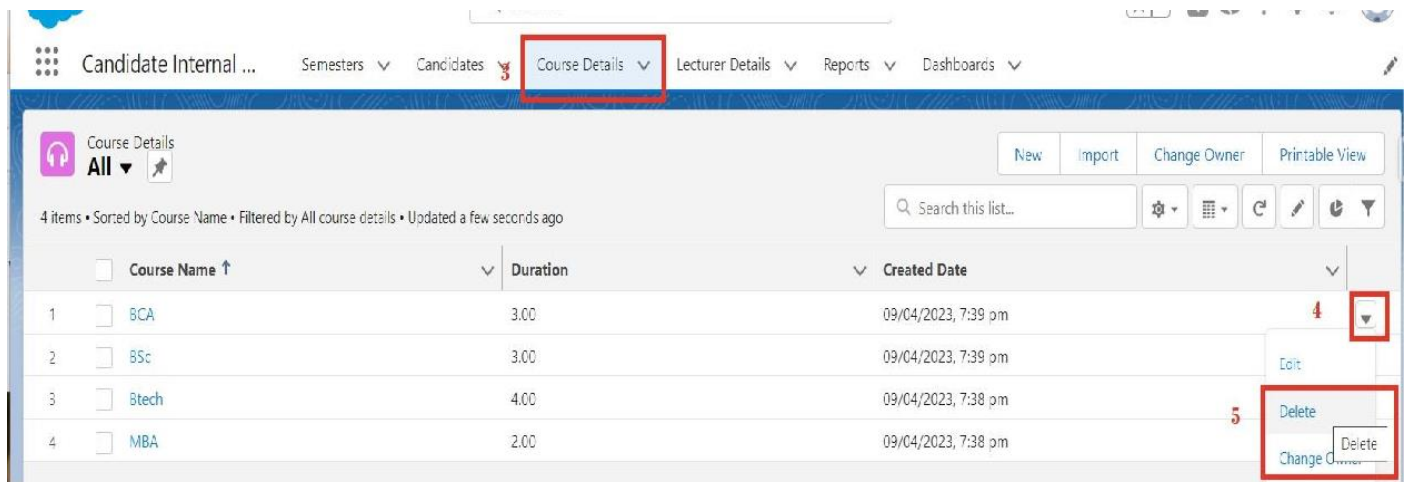 Candidate Internal ... Semesters Candidates 3 Course Details Lecturer Details Reports Dashboards
Course Details
All
New Import Change Owner Printable View
4 items • Sorted by Course Name • Filtered by All course details • Updated a few seconds ago
Search this list...
Course Name ↑ Duration Created Date
1 BCA 3.00 09/04/2023, 7:39 pm 4
2 BSc 3.00 09/04/2023, 7:39 pm
Edit
3 Btech 4.00 09/04/2023, 7:38 pm
5 Delete
4 MBA 2.00 09/04/2023, 7:38 pm
Delete
Change